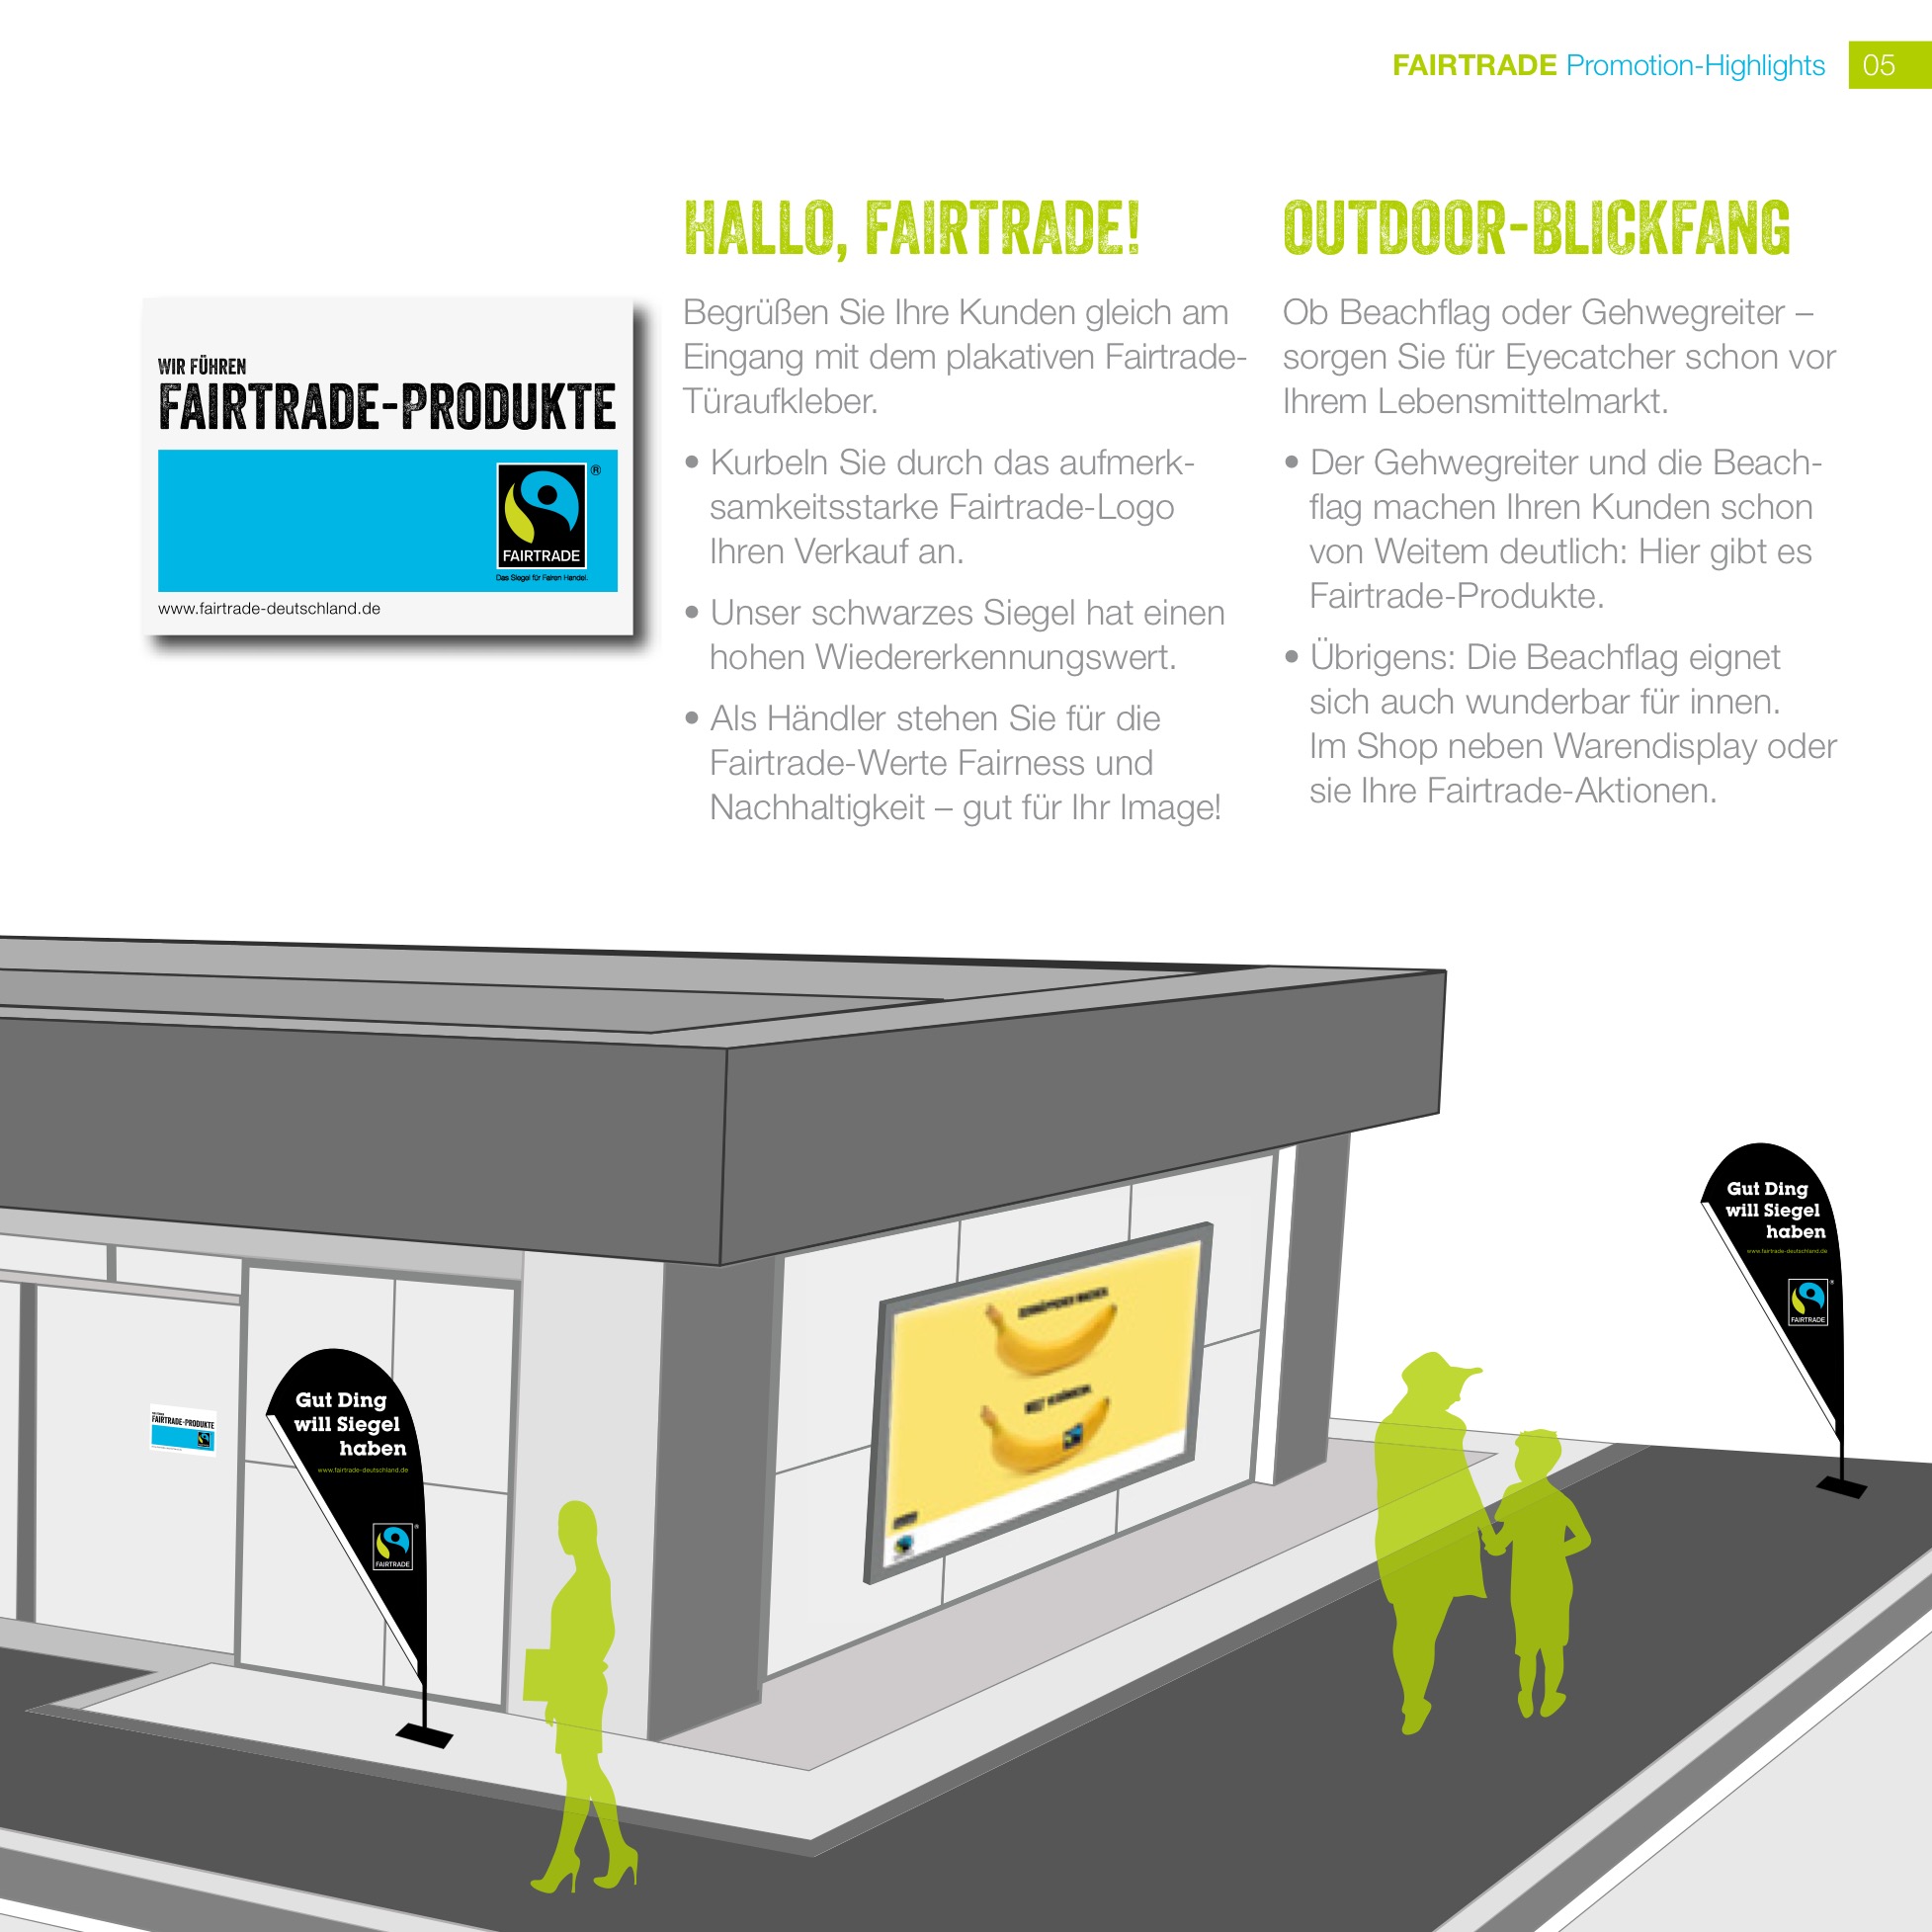 FAIRTRADE Promotion-Highlights 05
WIR FÜHREN
FAIRTRADE-PRODUKTE
®
FAIRTRADE
Das Siegel für Fairen Handel.
www.fairtrade-deutschland.de
HALLO, FAIRTRADE!
Begrüßen Sie Ihre Kunden gleich am
Eingang mit dem plakativen Fairtrade-
Türaufkleber.
• Kurbeln Sie durch das aufmerk-
samkeitsstarke Fairtrade-Logo
Ihren Verkauf an.
• Unser schwarzes Siegel hat einen
hohen Wiedererkennungswert.
• Als Händler stehen Sie für die
Fairtrade-Werte Fairness und
Nachhaltigkeit – gut für Ihr Image!
OUTDOOR-BLICKFANG
Ob Beachflag oder Gehwegreiter –
sorgen Sie für Eyecatcher schon vor
Ihrem Lebensmittelmarkt.
• Der Gehwegreiter und die Beach-
flag machen Ihren Kunden schon
von Weitem deutlich: Hier gibt es
Fairtrade-Produkte.
• Übrigens: Die Beachflag eignet
sich auch wunderbar für innen.
Im Shop neben Warendisplay oder
sie Ihre Fairtrade-Aktionen.
Gut Ding
will Siegel
haben
www.fairtrade-deutschland.de
®
FAIRTRADE
FAIRTRADE-PRODUKTE
Gut Ding
will Siegel
haben
www.fairtrade-deutschland.de
®
FAIRTRADE